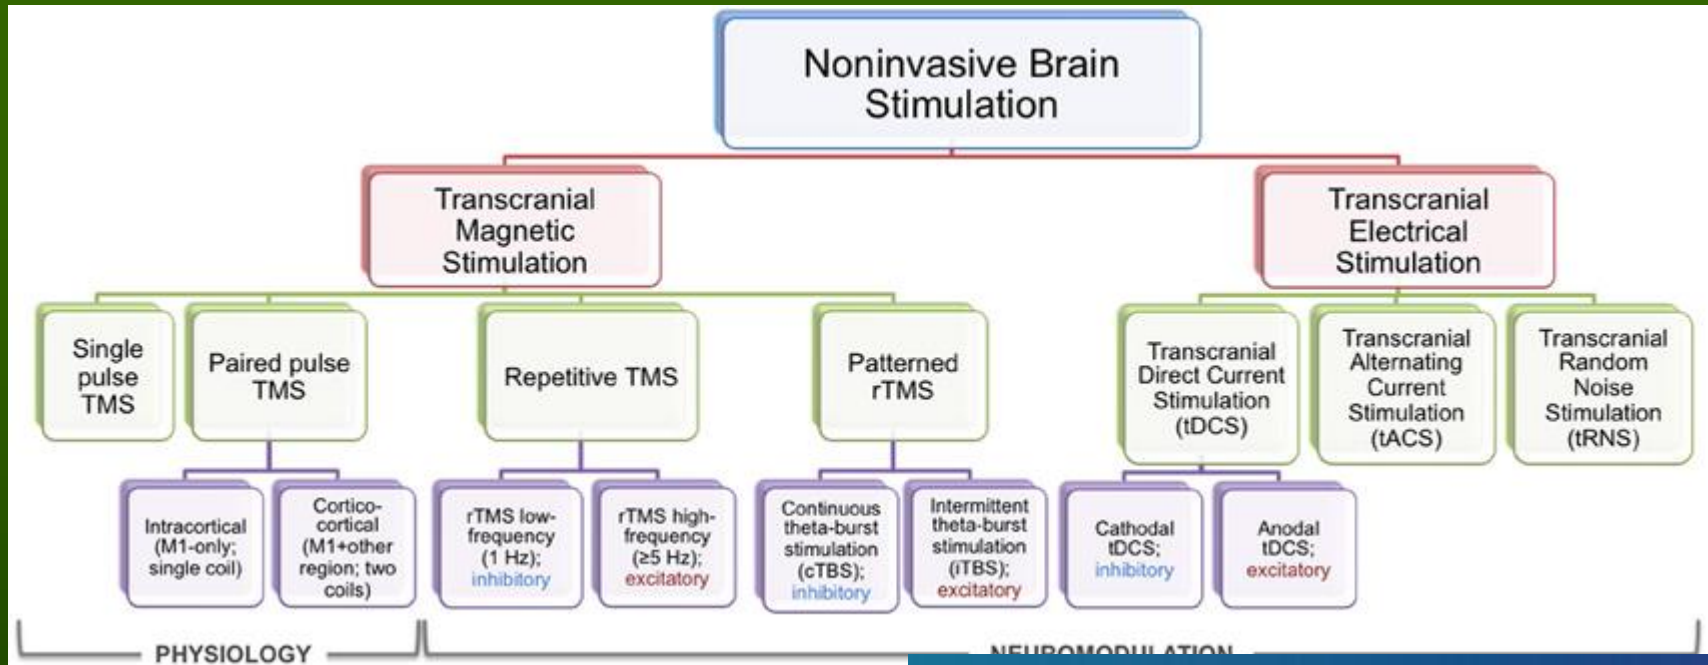 Noninvasive Brain
Stimulation
Transcranial
Magnetic
Stimulation
Transcranial
Electrical
Stimulation
Single
pulse
TMS
Paired pulse
TMS
Repetitive TMS
Patterned
rTMS
Transcranial
Direct Current
Stimulation
(tDCS)
Transcranial
Alternating
Current
Stimulation
(tACS)
Transcranial
Random
Noise
Stimulation
(tRNS)
Intracortical
(M1-only;
single coil)
Cortico-
cortical
(M1+other
region; two
coils)
rTMS low-
frequency
(1 Hz);
inhibitory
rTMS high-
frequency
(≥5 Hz);
excitatory
Continuous
theta-burst
stimulation
(cTBS);
inhibitory
Intermittent
theta-burst
stimulation
(iTBS);
excitatory
Cathodal
tDCS;
inhibitory
Anodal
tDCS;
excitatory
PHYSIOLOGY
NEUROMODULATION